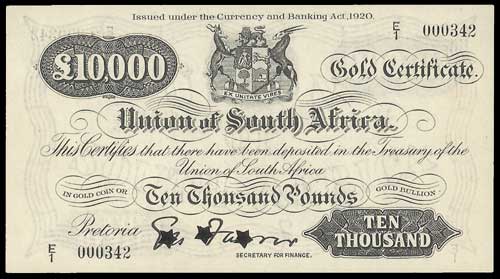 Issued under the Currency and Banking Act, 1920.
£10,000
E/1 000342
EX UNITATE VIRES
Gold Certificate.
Union of South Africa.
This Certifies that there have been deposited in the Treasury of the
Union of South Africa
IN GOLD COIN OR Ten Thousand Pounds GOLD BULLION
Pretoria
E/1 000342
SECRETARY FOR FINANCE.
TEN
THOUSAND